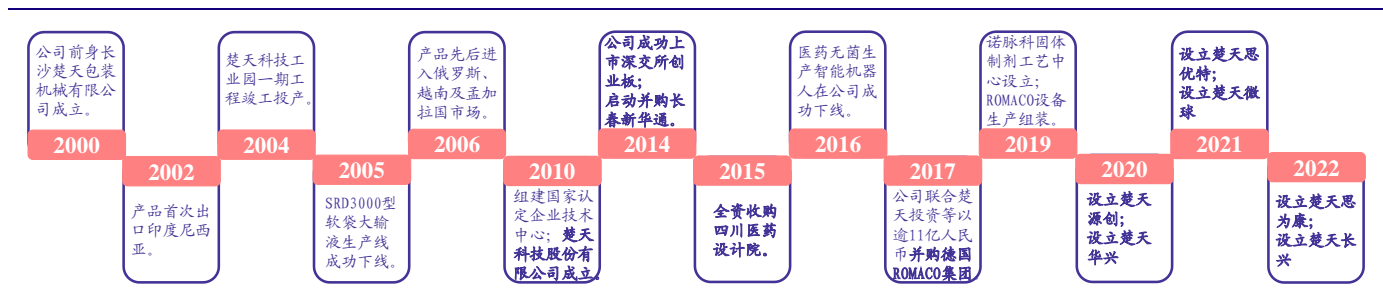 公司前身长
沙楚天包装
机械有限公
司成立。
2000
2002
产品首次出
口印度尼西
亚。
楚天科技工
业园一期工
程竣工投产。
2004
2005
SRD3000型
软袋大输
液生产线
成功下线。
产品先后进
入俄罗斯、
越南及孟加
拉国市场。
2006
2010
组建国家认
定企业技术
中心；楚天
科技股份有
限公司成立。
公司成功上
市深交所创
业板；
启动并购长
春新华通。
2014
2015
全资收购
四川医药
设计院。
医药无菌生
产智能机器
人在公司成
功下线。
2016
2017
公司联合楚
天投资等以
逾11亿人民
币并购德国
ROMACO集团
诺脉科固体
制剂工艺中
心设立；
ROMACO设备
生产组装。
2019
2020
设立楚天
源创；
设立楚天
华兴
设立楚天思
优特；
设立楚天微
球
2021
2022
设立楚天思
为康；
设立楚天长
兴